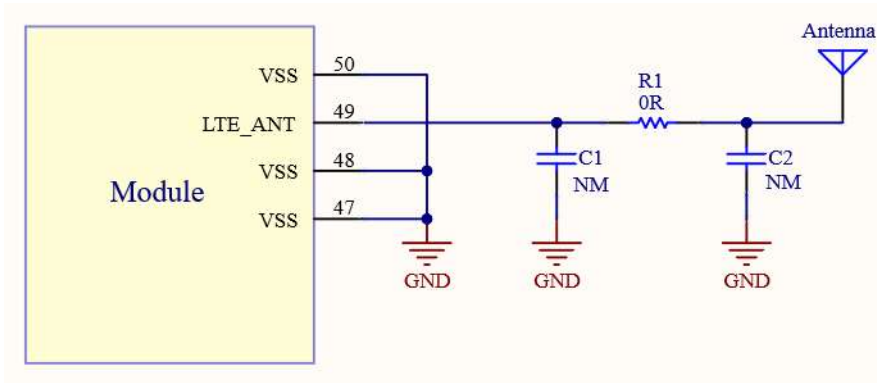 Antenna
50
VSS
R1
0R
49
LTE_ANT
48
VSS
C1
NM
C2
NM
Module
47
VSS
GND
GND
GND